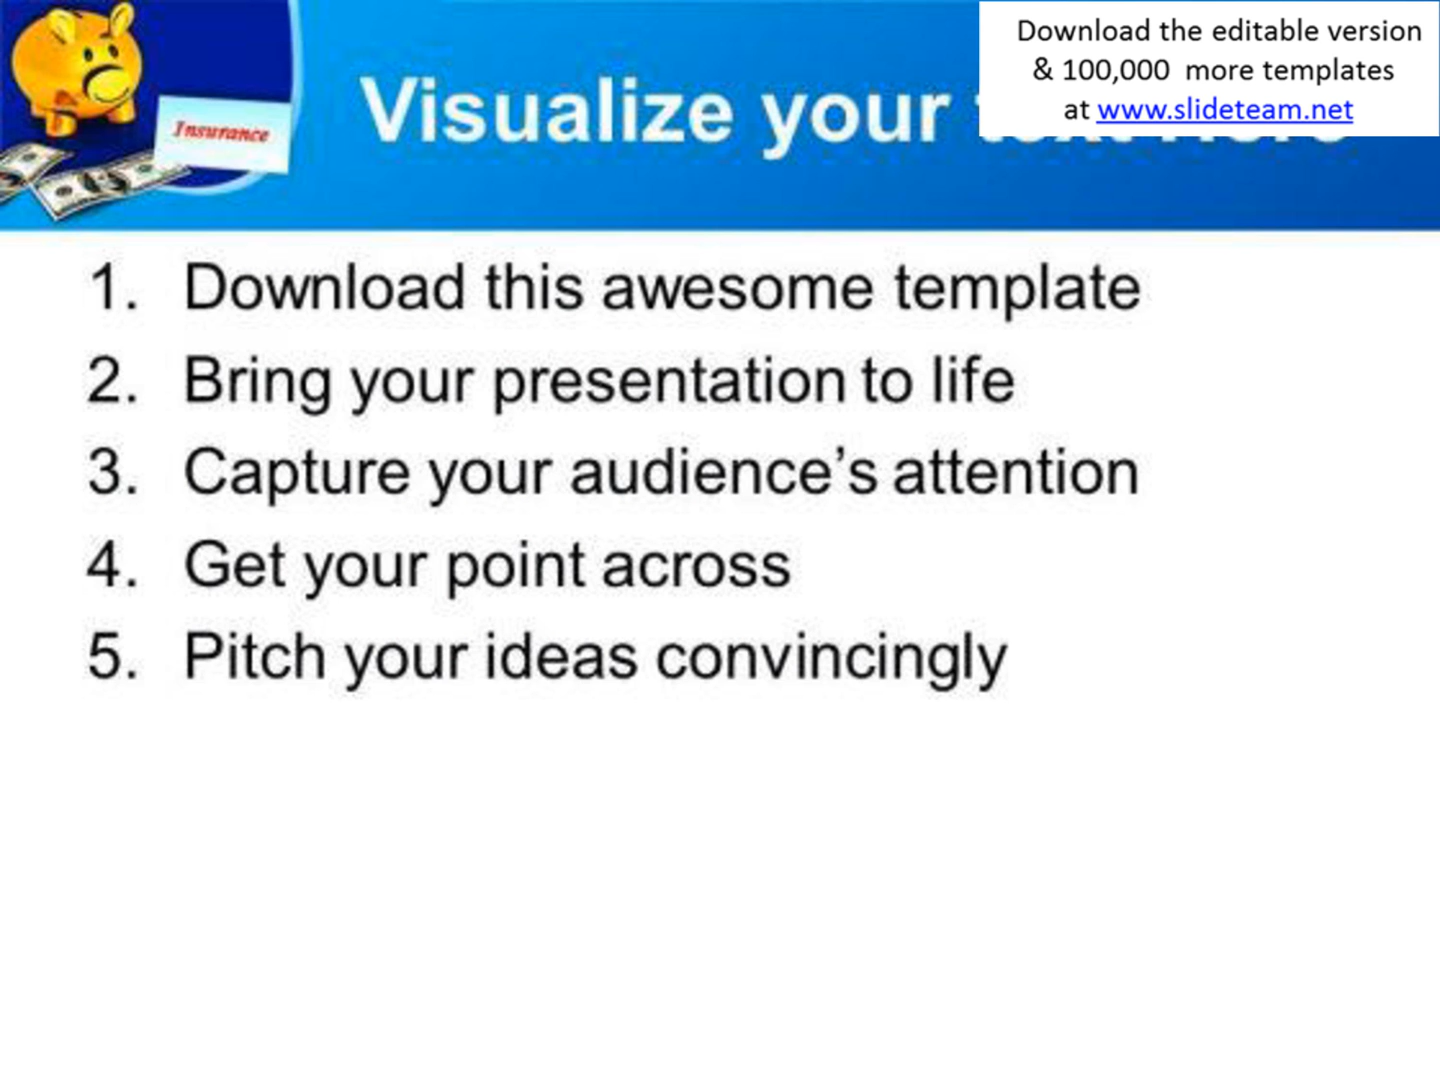 Download the editable version
& 100,000 more templates
at www.slideteam.net
Insurance
Visualize your
1. Download this awesome template
2. Bring your presentation to life
3. Capture your audience’s attention
4. Get your point across
5. Pitch your ideas convincingly